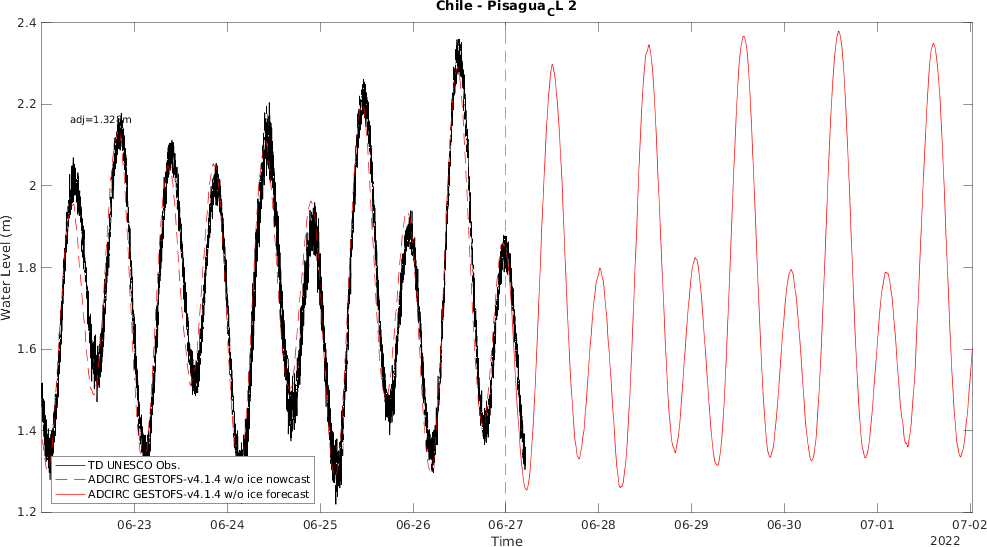 Chile - Pisagua_CL 2
2.4
2.2
2
1.8
1.6
1.4
1.2
Water Level (m)
adj=1.328m
TD UNESCO Obs.
ADCIRC GESTOFS-v4.1.4 w/o ice nowcast
ADCIRC GESTOFS-v4.1.4 w/o ice forecast
06-23
06-24
06-25
06-26
06-27
06-28
06-29
06-30
07-01
07-02
Time
2022